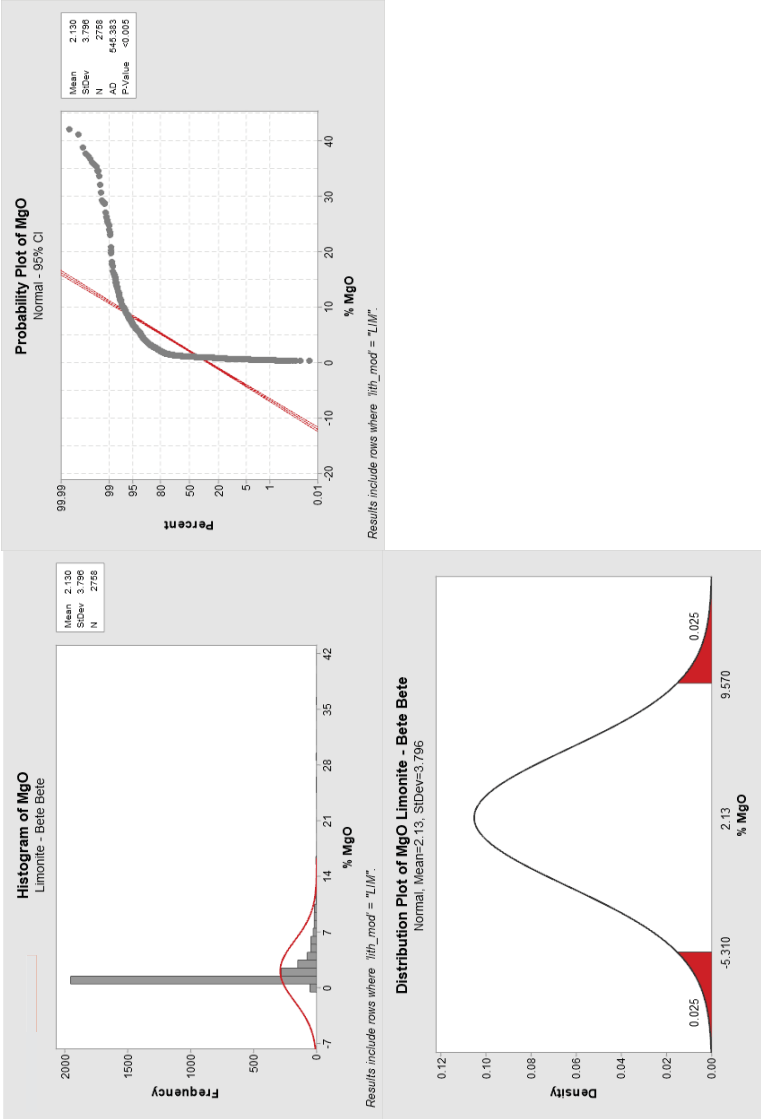 Histogram of MgO
Limonite - Bete Bete
Mean 2.130
StDev 3.796
N 2758
2000
1500
1000
500
0
Frequency
-7 0 7 14 21 28 35 42
% MgO
Results include rows where 'lith_mod' = "LIM".
Probability Plot of MgO
Normal - 95% CI
Mean 2.130
StDev 3.796
N 2758
AD 545.383
P-Value <0.005
99.99
99
95
80
50
20
5
1
0.01
Percent
-20 -10 0 10 20 30 40
% MgO
Results include rows where 'lith_mod' = "LIM".
Distribution Plot of MgO Limonite - Bete Bete
Normal, Mean=2.13, StDev=3.796
0.12
0.10
0.08
0.06
0.04
0.02
0.00
Density
0.025 0.025
-5.310 2.13 9.570
% MgO